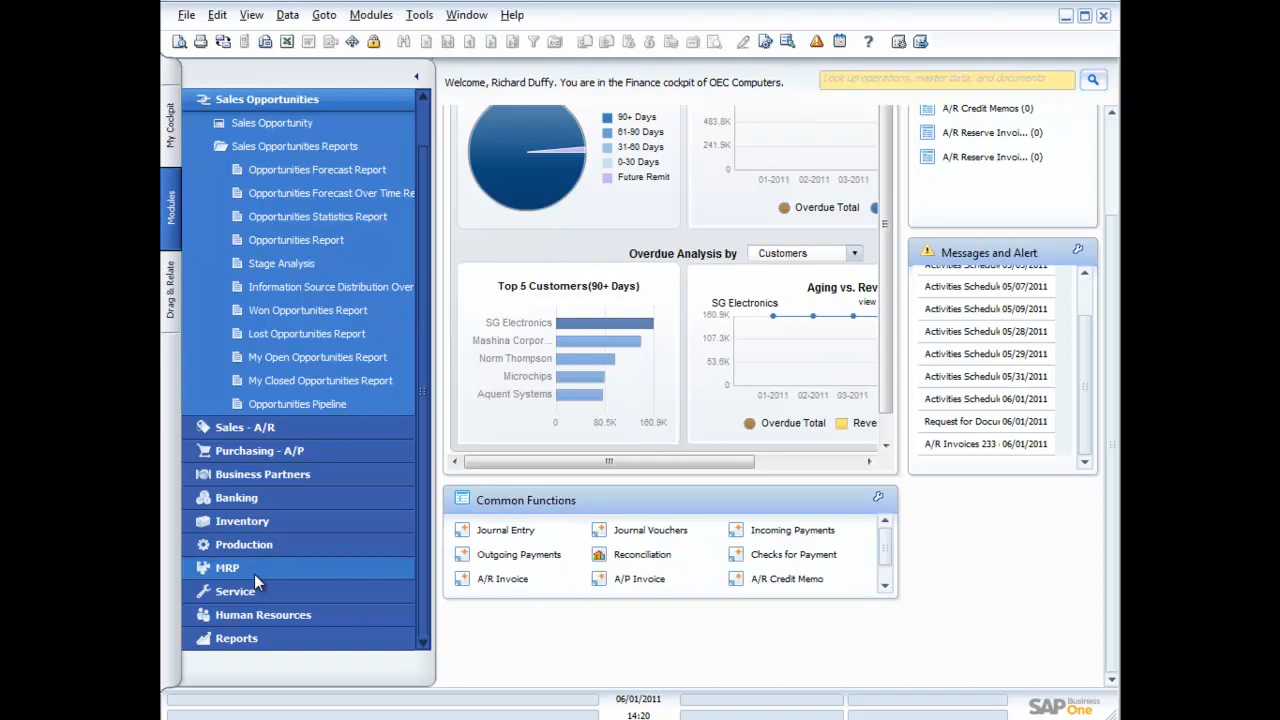 File Edit View Data Goto Modules Tools Window Help
Welcome, Richard Duffy. You are in the Finance cockpit of OEC Computers.
Look up operations, master data, and documents
My Cockpit
Modules
Drag & Relate
Sales Opportunities
Sales Opportunity
Sales Opportunities Reports
Opportunities Forecast Report
Opportunities Forecast Over Time Re
Opportunities Statistics Report
Opportunities Report
Stage Analysis
Information Source Distribution Over
Won Opportunities Report
Lost Opportunities Report
My Open Opportunities Report
My Closed Opportunities Report
Opportunities Pipeline
Sales - A/R
Purchasing - A/P
Business Partners
Banking
Inventory
Production
MRP
Service
Human Resources
Reports
90+ Days
61-90 Days
31-60 Days
0-30 Days
Future Remit
483.8K
241.9K
0
01-2011 02-2011 03-2011
Overdue Total
Overdue Analysis by Customers
Top 5 Customers(90+ Days)
SG Electronics
Mashina Corpor...
Norm Thompson
Microchips
Aquent Systems
0 80.5K 160.9K
Aging vs. Rev
SG Electronics view
160.9K
107.3K
53.6K
0
01-2011 02-2011 03-2011
Overdue Total Reve
A/R Credit Memos (0)
A/R Reserve Invoi... (0)
A/R Reserve Invoi... (0)
Messages and Alert
Activities Schedul 05/05/2011
Activities Schedul 05/07/2011
Activities Schedul 05/09/2011
Activities Schedul 05/28/2011
Activities Schedul 05/29/2011
Activities Schedul 05/31/2011
Activities Schedul 06/01/2011
Request for Docu 06/01/2011
A/R Invoices 233 06/01/2011
Common Functions
Journal Entry Journal Vouchers Incoming Payments
Outgoing Payments Reconciliation Checks for Payment
A/R Invoice A/P Invoice A/R Credit Memo
06/01/2011
14:20
SAP Business One